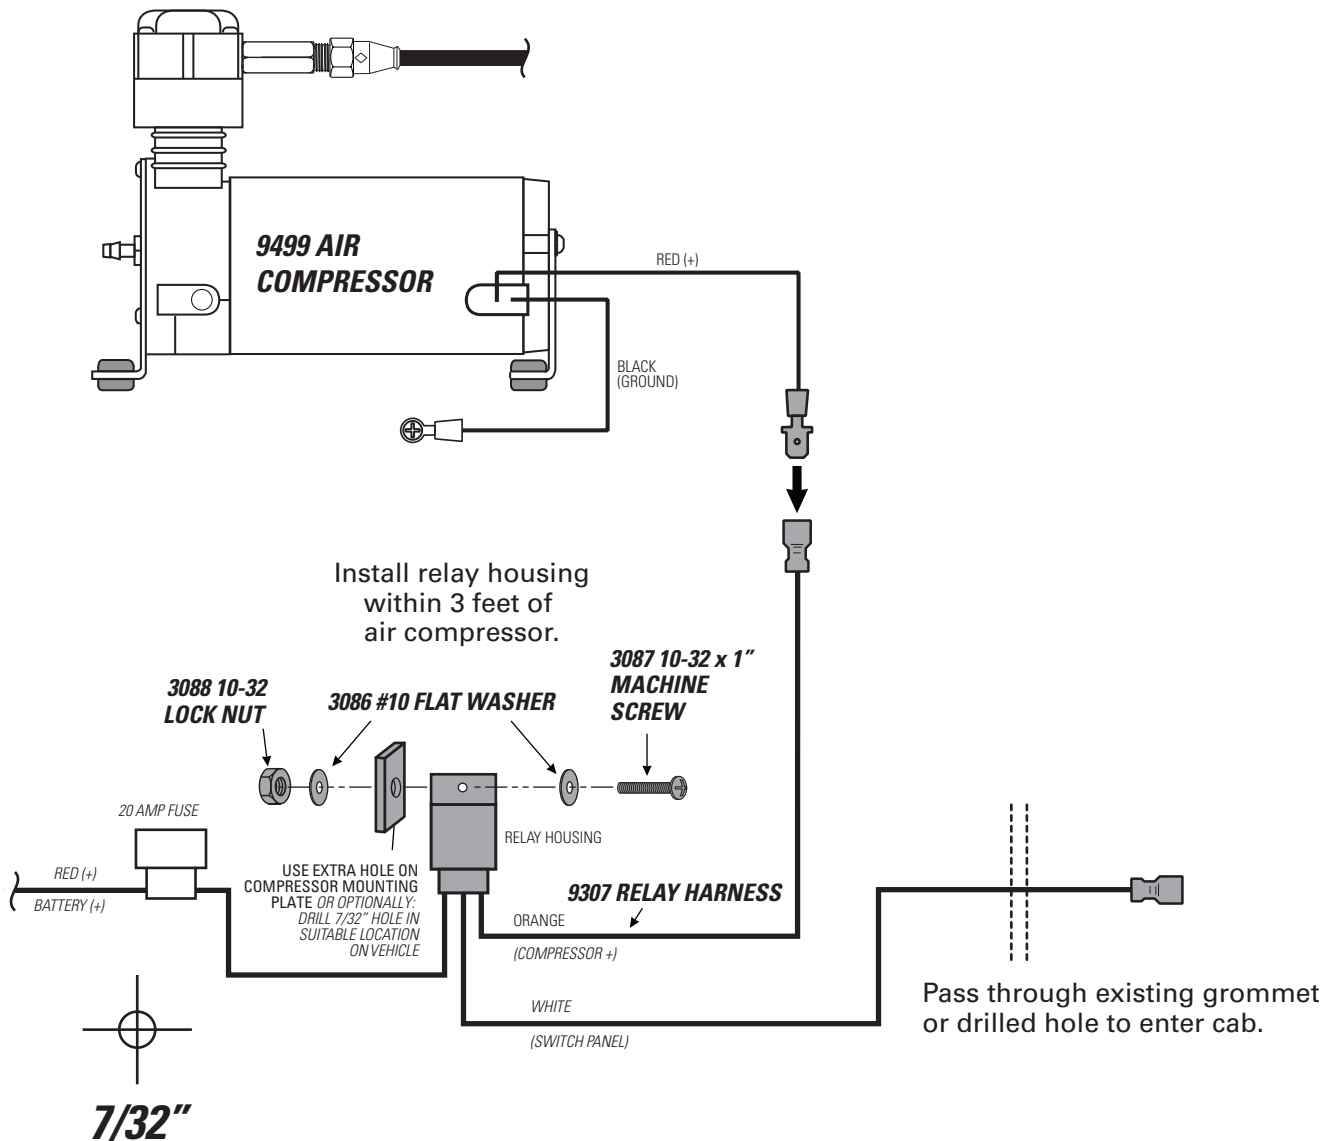 9499 AIR
COMPRESSOR
RED (+)
BLACK
(GROUND)
Install relay housing
within 3 feet of
air compressor.
3088 10-32
LOCK NUT
3086 #10 FLAT WASHER
3087 10-32 x 1”
MACHINE
SCREW
20 AMP FUSE
RELAY HOUSING
RED (+)
BATTERY (+)
USE EXTRA HOLE ON
COMPRESSOR MOUNTING
PLATE OR OPTIONALLY:
DRILL 7/32” HOLE IN
SUITABLE LOCATION
ON VEHICLE
9307 RELAY HARNESS
ORANGE
(COMPRESSOR +)
WHITE
(SWITCH PANEL)
Pass through existing grommet
or drilled hole to enter cab.
7/32”